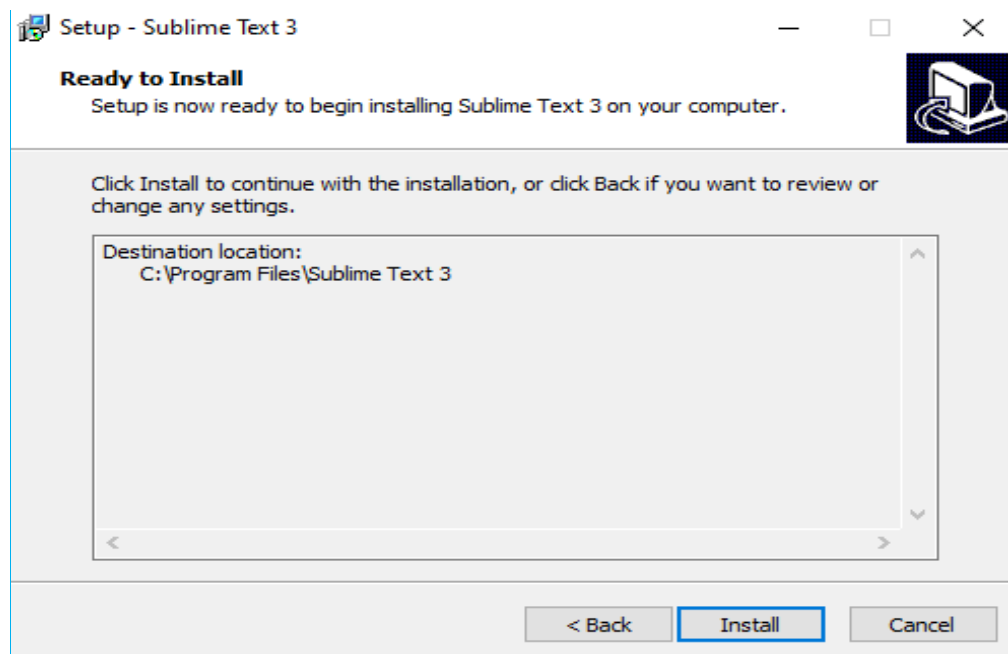 Setup - Sublime Text 3
Ready to Install
Setup is now ready to begin installing Sublime Text 3 on your computer.
Click Install to continue with the installation, or click Back if you want to review or
change any settings.
Destination location:
C:\Program Files\Sublime Text 3
< Back
Install
Cancel